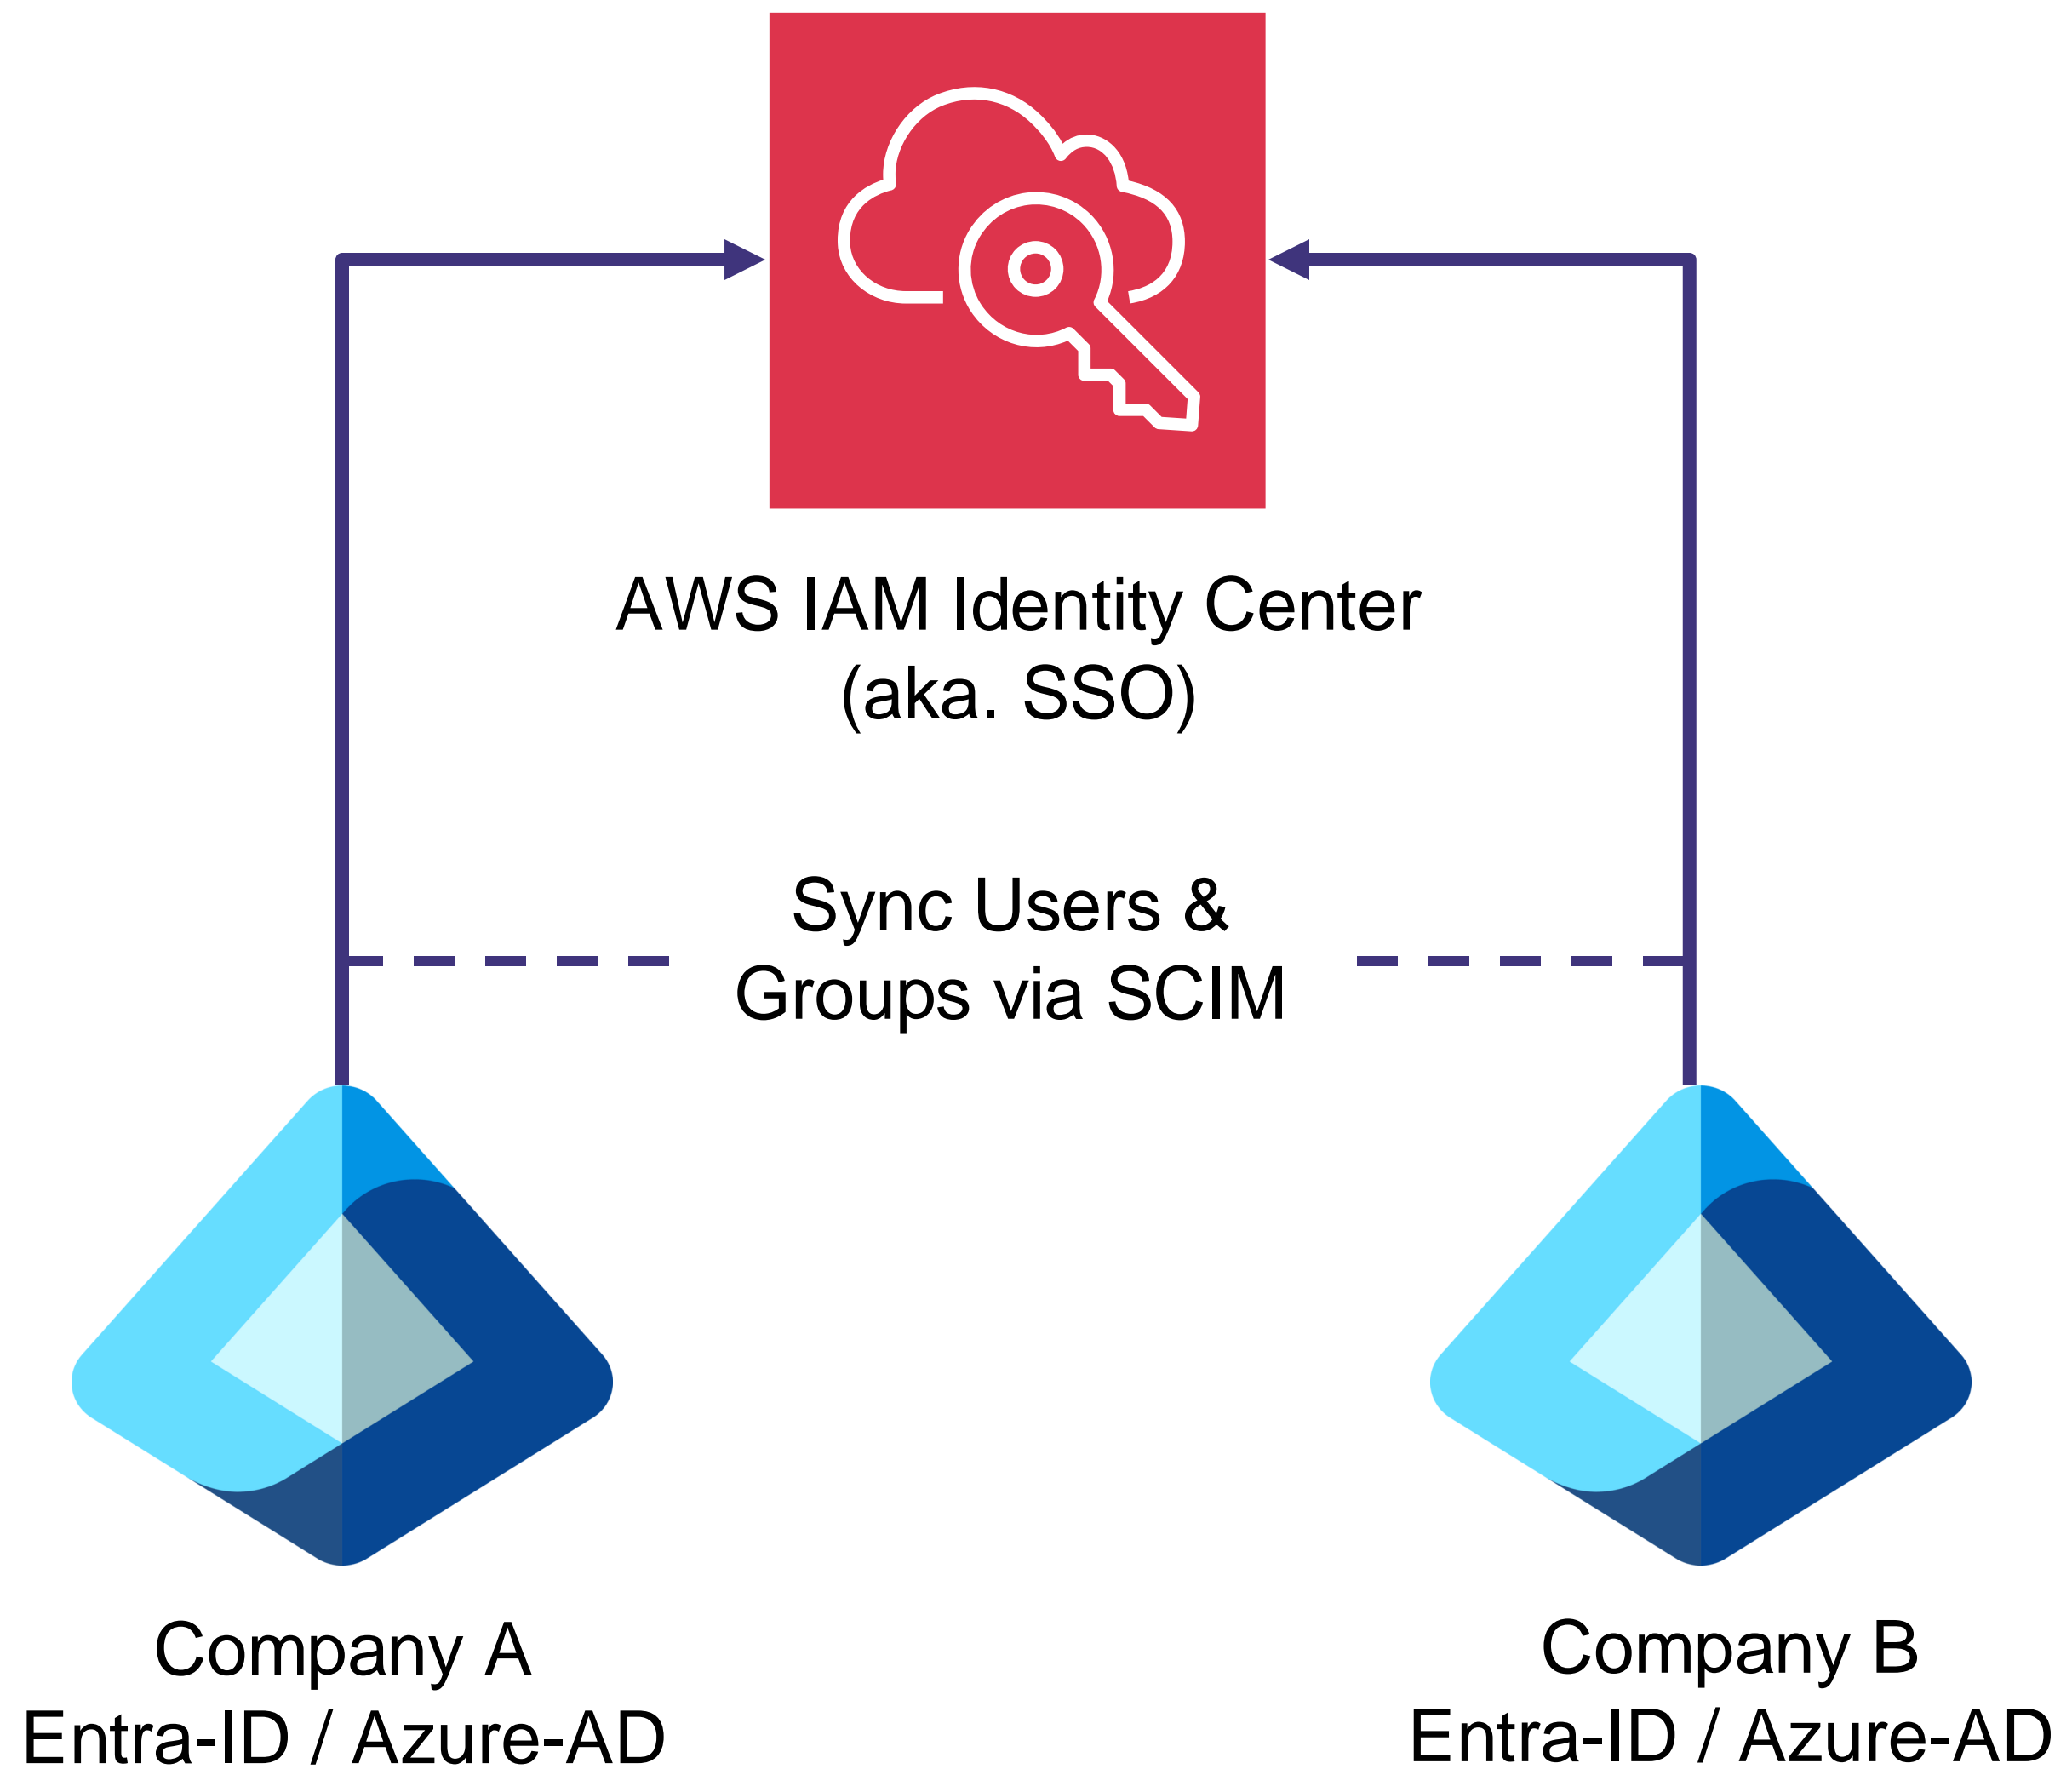 AWS IAM Identity Center
(aka. SSO)
Sync Users &
Groups via SCIM
Company A
Entra-ID / Azure-AD
Company B
Entra-ID / Azure-AD